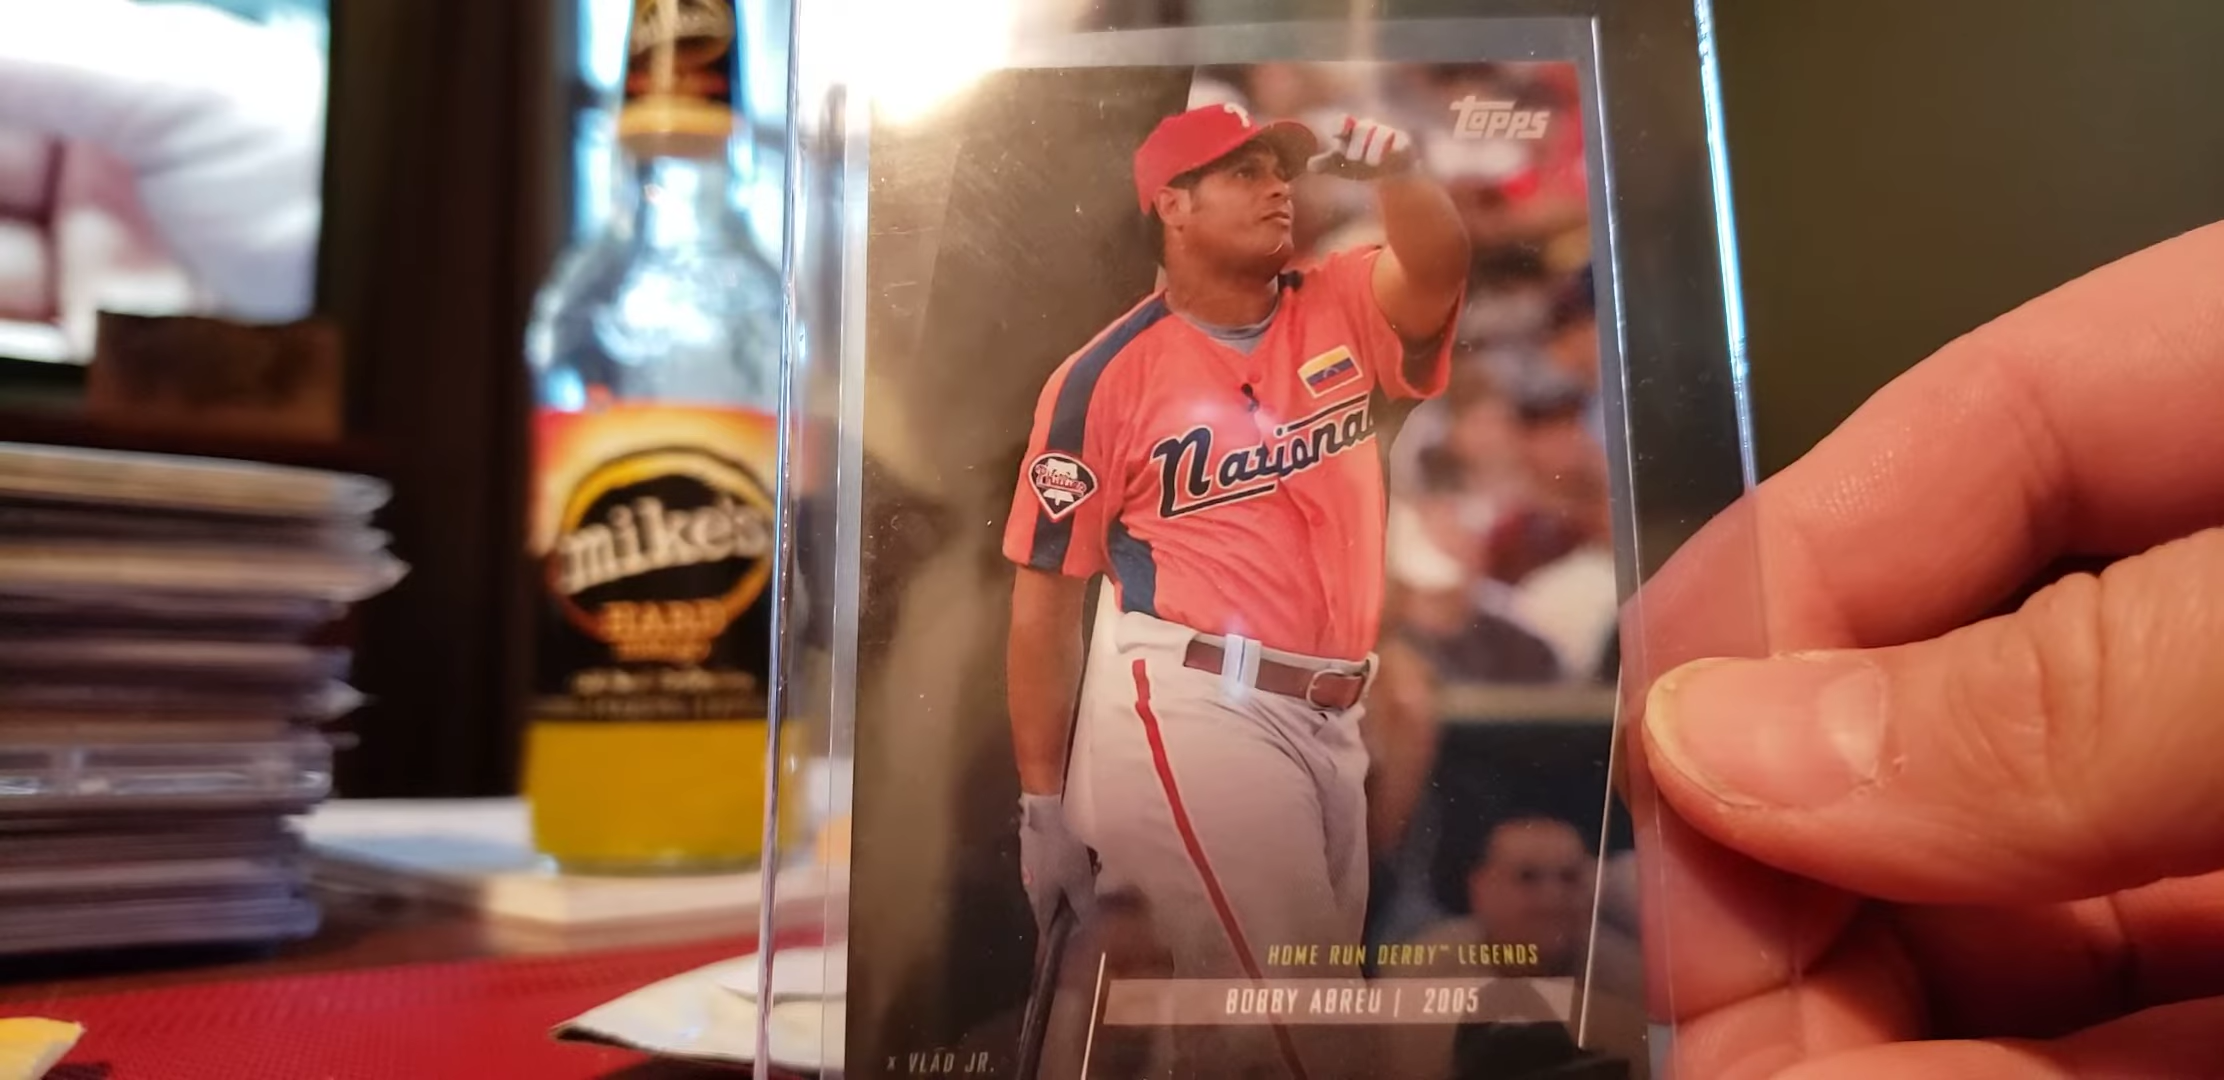 Topps
Phillies
National
mike's
HARD
HOME RUN DERBY™ LEGENDS
BOBBY ABREU | 2005
x VLAD JR.